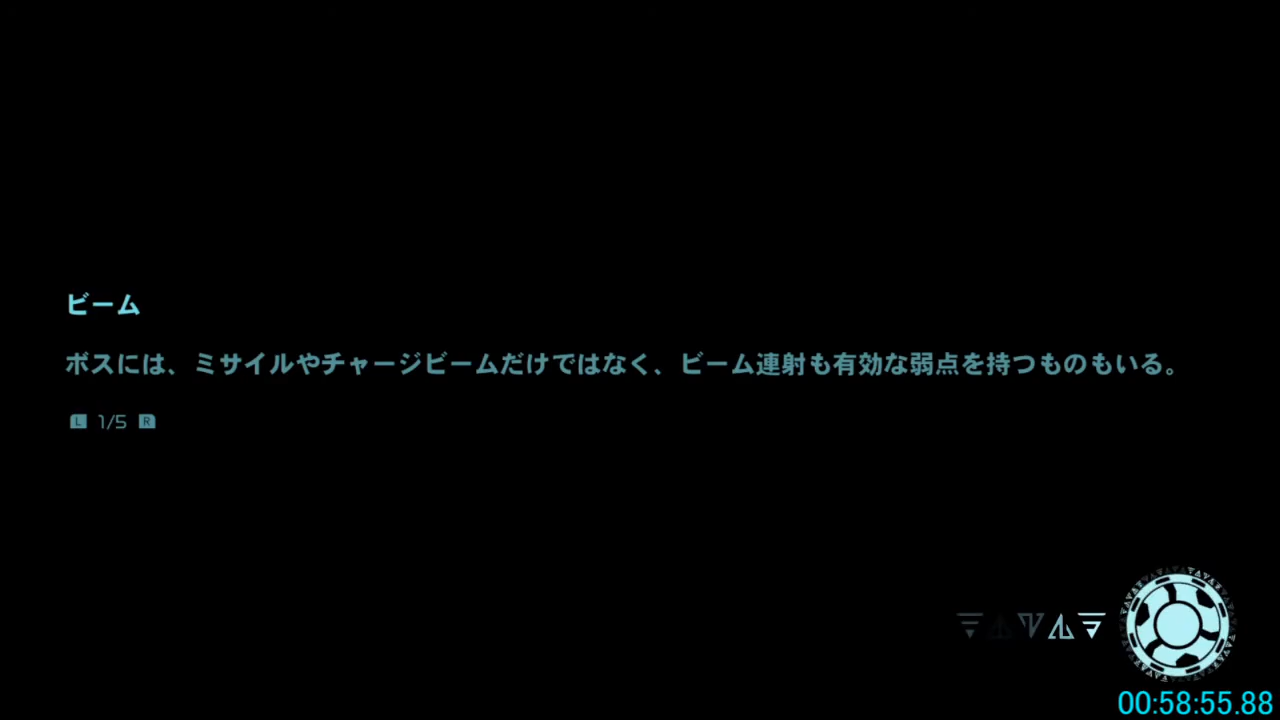 ビーム
ボスには、ミサイルやチャージビームだけではなく、ビーム連射も有効な弱点を持つものもいる。
L 1/5 R
00:58:55.88